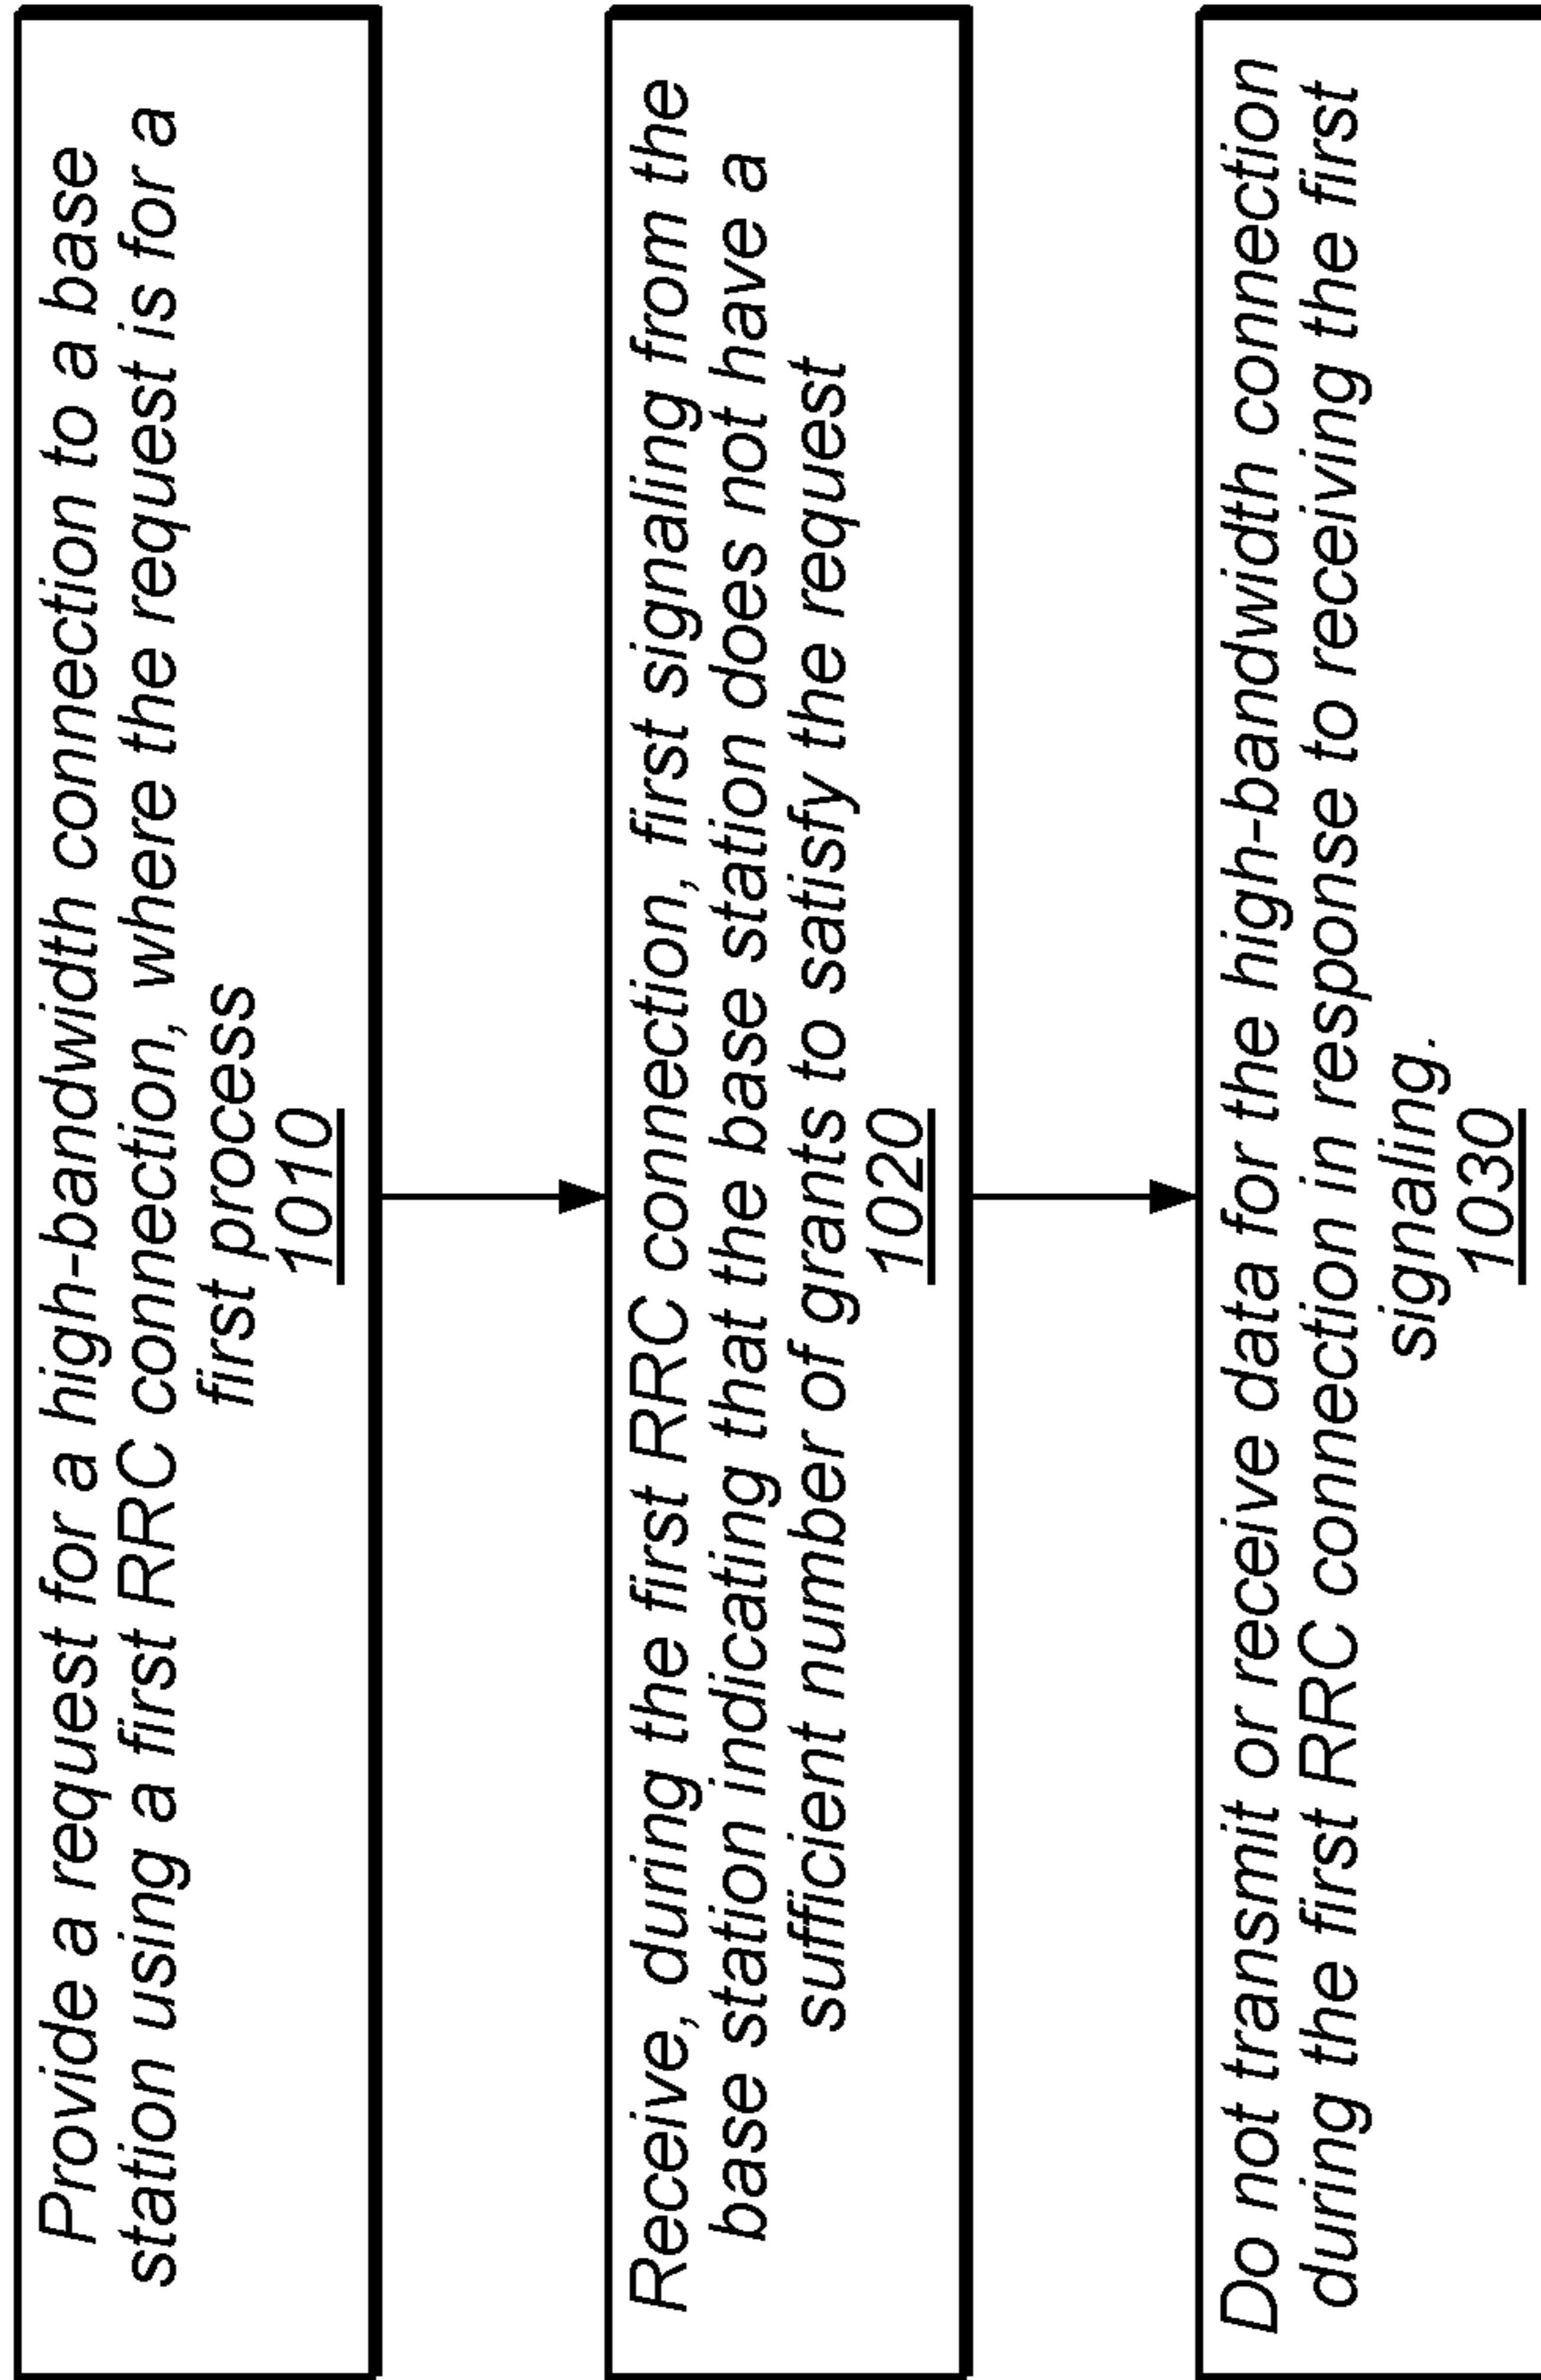 Provide a request for a high-bandwidth connection to a base
station using a first RRC connection, where the request is for a
first process
1010
Receive, during the first RRC connection, first signaling from the
base station indicating that the base station does not have a
sufficient number of grants to satisfy the request
1020
Do not transmit or receive data for the high-bandwidth connection
during the first RRC connection in response to receiving the first
signaling.
1030